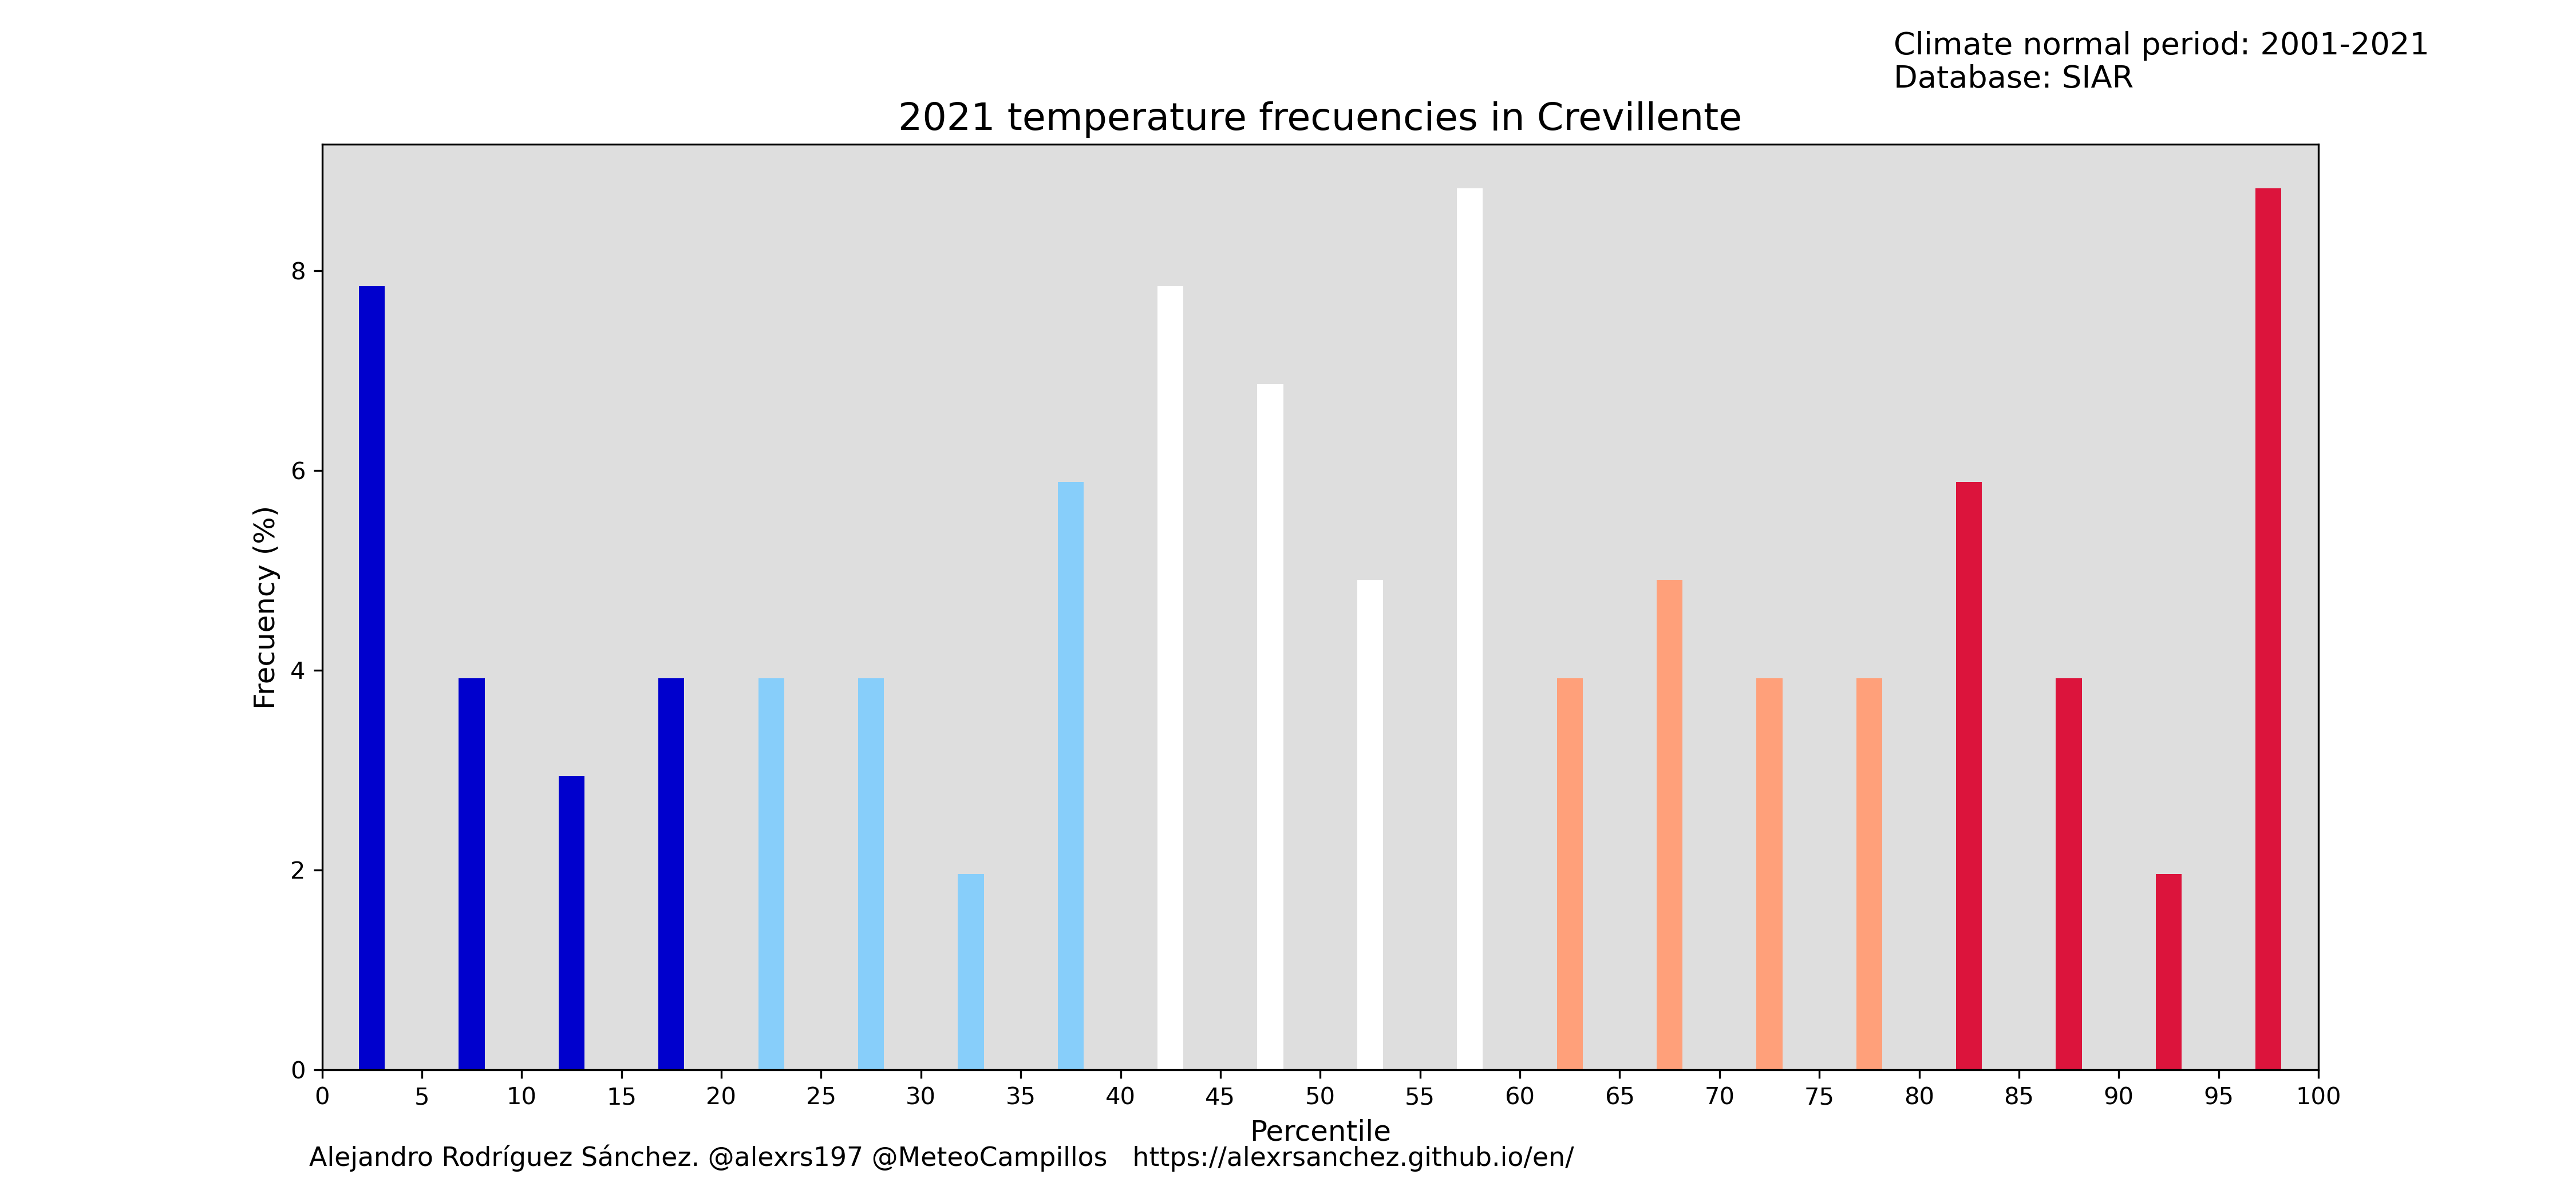 Climate normal period: 2001-2021
Database: SIAR
2021 temperature frecuencies in Crevillente
Frecuency (%)
8
6
4
2
0
0 5 10 15 20 25 30 35 40 45 50 55 60 65 70 75 80 85 90 95 100
Percentile
Alejandro Rodríguez Sánchez. @alexrs197 @MeteoCampillos https://alexrsanchez.github.io/en/